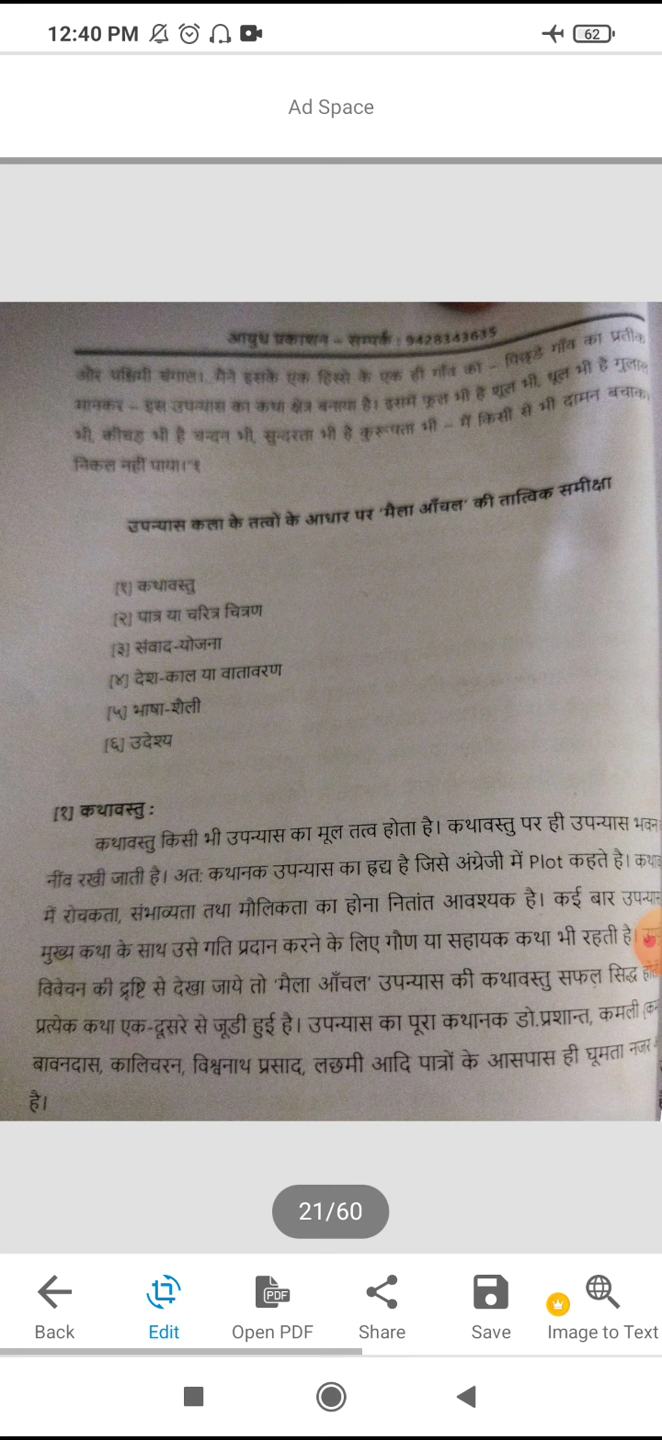 12:40 PM
62
Ad Space
आयुध प्रकाशन - सम्पर्क : 9428343635
और पश्चिमी बंगाल। मैने इसके एक हिस्से के एक ही गाँव को - पिछड़े गाँव का प्रतीक
मानकर - इस उपन्यास का कथा क्षेत्र बनाया है। इसमें फूल भी है शूल भी, धूल भी है गुलाल
भी, कीचड़ भी है चन्दन भी, सुन्दरता भी है कुरूपता भी - मैं किसी से भी दामन बचाकर
निकल नहीं पाया।"१
उपन्यास कला के तत्वों के आधार पर 'मैला आँचल' की तात्विक समीक्षा
[१] कथावस्तु
[२] पात्र या चरित्र चित्रण
[३] संवाद-योजना
[४] देश-काल या वातावरण
[५] भाषा-शैली
[६] उदेश्य
[१] कथावस्तु :
कथावस्तु किसी भी उपन्यास का मूल तत्व होता है। कथावस्तु पर ही उपन्यास भवन
नींव रखी जाती है। अत: कथानक उपन्यास का ह्रद्य है जिसे अंग्रेजी में Plot कहते है।
में रोचकता, संभाव्यता तथा मौलिकता का होना नितांत आवश्यक है। कई बार
मुख्य कथा के साथ उसे गति प्रदान करने के लिए गौण या सहायक कथा भी रहती है।
विवेचन की द्रष्टि से देखा जाये तो 'मैला आँचल' उपन्यास की कथावस्तु सफल सिद्ध
प्रत्येक कथा एक-दूसरे से जूडी हुई है। उपन्यास का पूरा कथानक डो.प्रशान्त, कमली
बावनदास, कालिचरन, विश्वनाथ प्रसाद, लछमी आदि पात्रों के आसपास ही घूमता नजर
है।
21/60
Back
Edit
PDF
Open PDF
Share
Save
Image to Text